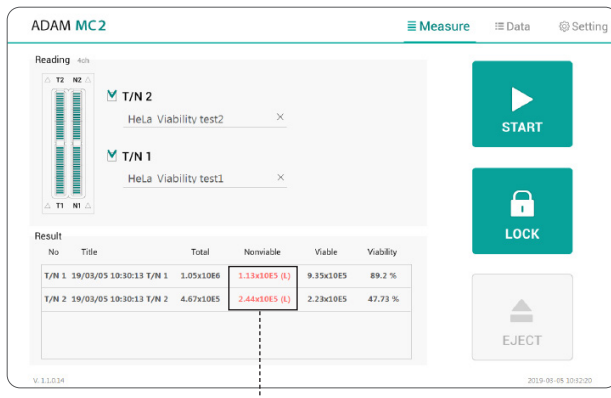 ADAM MC2
Measure Data Setting
Reading 4ch
T2 N2
T/N 2
HeLa Viability test2 ×
T/N 1
HeLa Viability test1 ×
T1 N1
START
LOCK
EJECT
Result
No Title Total Nonviable Viable Viability
T/N 1 19/03/05 10:30:13 T/N 1 1.05x10E6 1.13x10E5 (L) 9.35x10E5 89.2 %
T/N 2 19/03/05 10:30:13 T/N 2 4.67x10E5 2.44x10E5 (L) 2.23x10E5 47.73 %
V. 1.1.0.14 2019-03-05 10:32:20